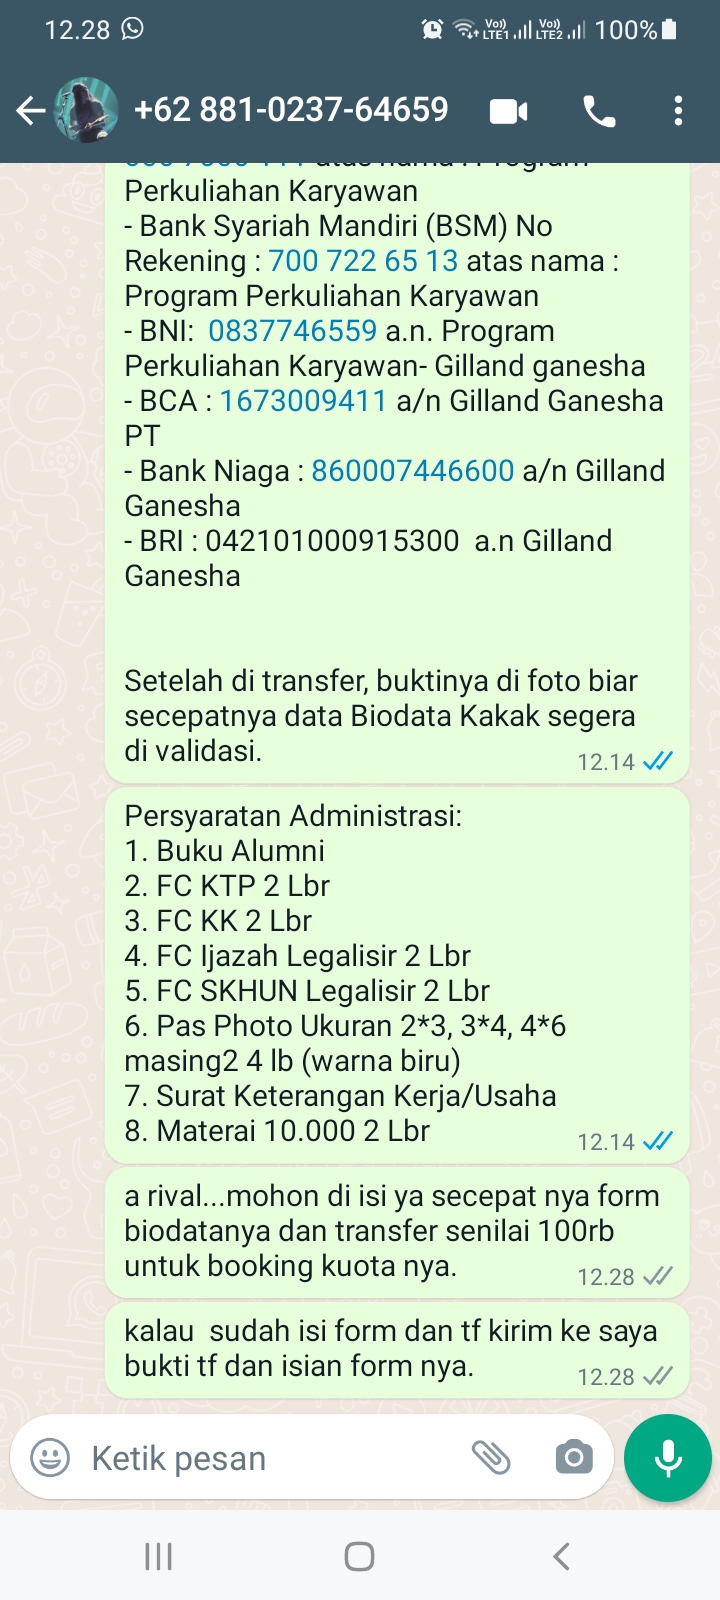 12.28
Vo)) LTE1 Vo)) LTE2 100%
+62 881-0237-64659
atas nama : Program
Perkuliahan Karyawan
- Bank Syariah Mandiri (BSM) No
Rekening : 700 722 65 13 atas nama :
Program Perkuliahan Karyawan
- BNI:  0837746559 a.n. Program
Perkuliahan Karyawan- Gilland ganesha
- BCA : 1673009411 a/n Gilland Ganesha
PT
- Bank Niaga : 860007446600 a/n Gilland
Ganesha
- BRI : 042101000915300  a.n Gilland
Ganesha
Setelah di transfer, buktinya di foto biar
secepatnya data Biodata Kakak segera
di validasi.
12.14
Persyaratan Administrasi:
1. Buku Alumni
2. FC KTP 2 Lbr
3. FC KK 2 Lbr
4. FC Ijazah Legalisir 2 Lbr
5. FC SKHUN Legalisir 2 Lbr
6. Pas Photo Ukuran 2*3, 3*4, 4*6
masing2 4 lb (warna biru)
7. Surat Keterangan Kerja/Usaha
8. Materai 10.000 2 Lbr
12.14
a rival...mohon di isi ya secepat nya form
biodatanya dan transfer senilai 100rb
untuk booking kuota nya.
12.28
kalau  sudah isi form dan tf kirim ke saya
bukti tf dan isian form nya.
12.28
Ketik pesan